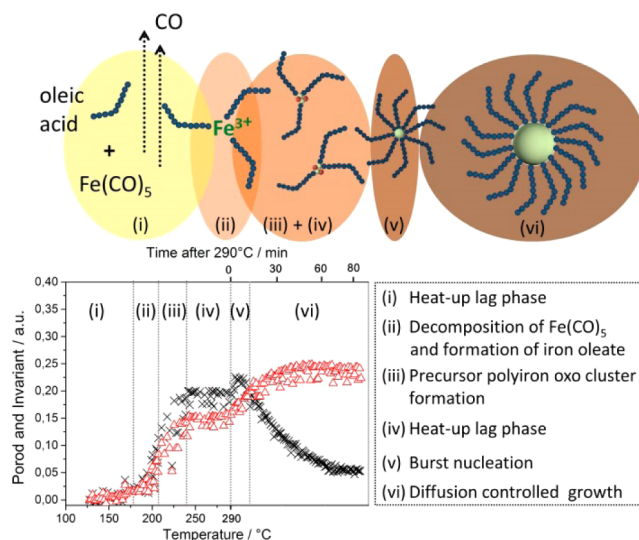 CO
oleic
acid
+
Fe(CO)₅
Fe³⁺
(i)
(ii)
(iii) + (iv)
(v)
(vi)
Time after 290°C / min
0 30 60 80
(i) (ii) (iii) (iv) (v) (vi)
0,40
0,35
0,30
0,25
0,20
0,15
0,10
0,05
0,00
Porod and Invariant / a.u.
100 150 200 250 290
Temperature / °C
(i) Heat-up lag phase
(ii) Decomposition of Fe(CO)₅
and formation of iron oleate
(iii) Precursor polyiron oxo cluster
formation
(iv) Heat-up lag phase
(v) Burst nucleation
(vi) Diffusion controlled growth